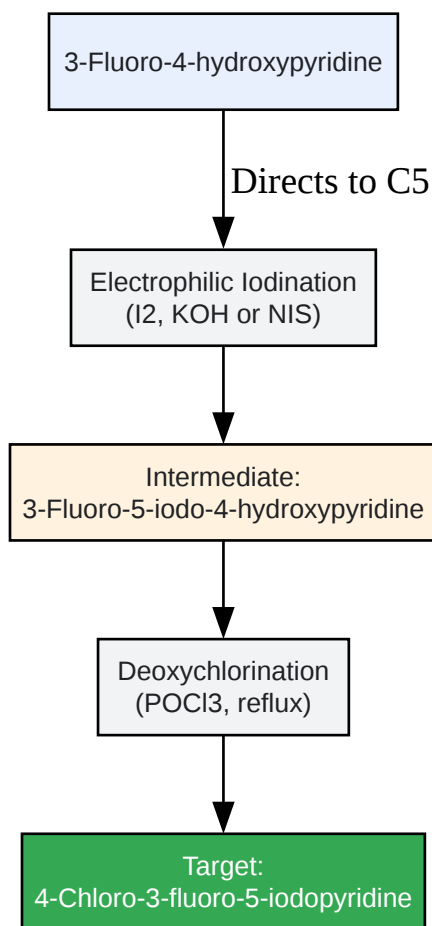 3-Fluoro-4-hydroxypyridine
Directs to C5
Electrophilic Iodination
(I2, KOH or NIS)
Intermediate:
3-Fluoro-5-iodo-4-hydroxypyridine
Deoxychlorination
(POCl3, reflux)
Target:
4-Chloro-3-fluoro-5-iodopyridine